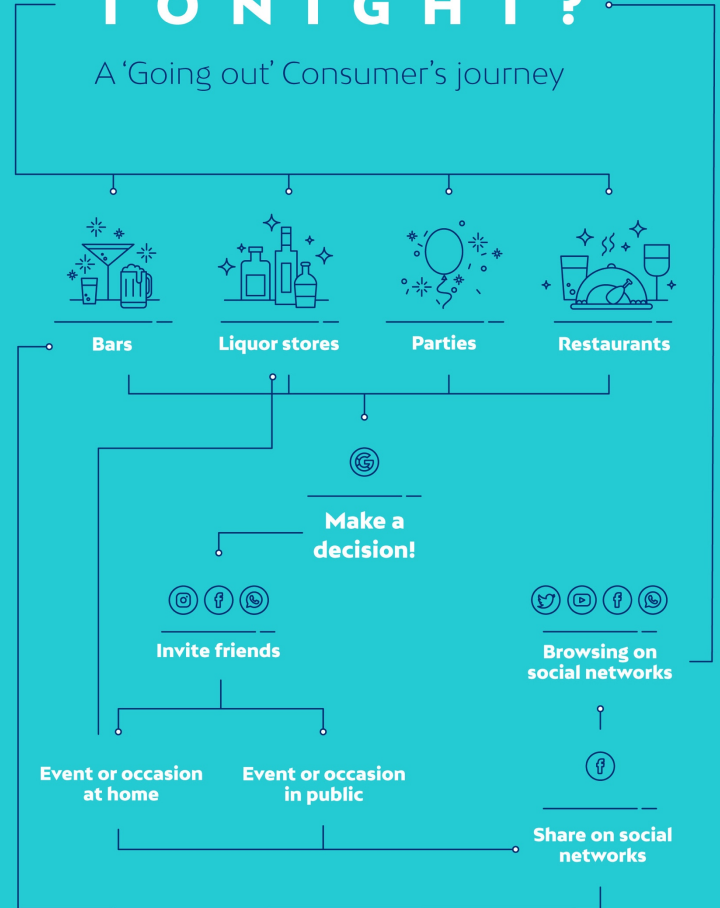 TONIGHT?
A ‘Going out’ Consumer’s journey
Bars
Liquor stores
Parties
Restaurants
Make a
decision!
Invite friends
Browsing on
social networks
Event or occasion
at home
Event or occasion
in public
Share on social
networks